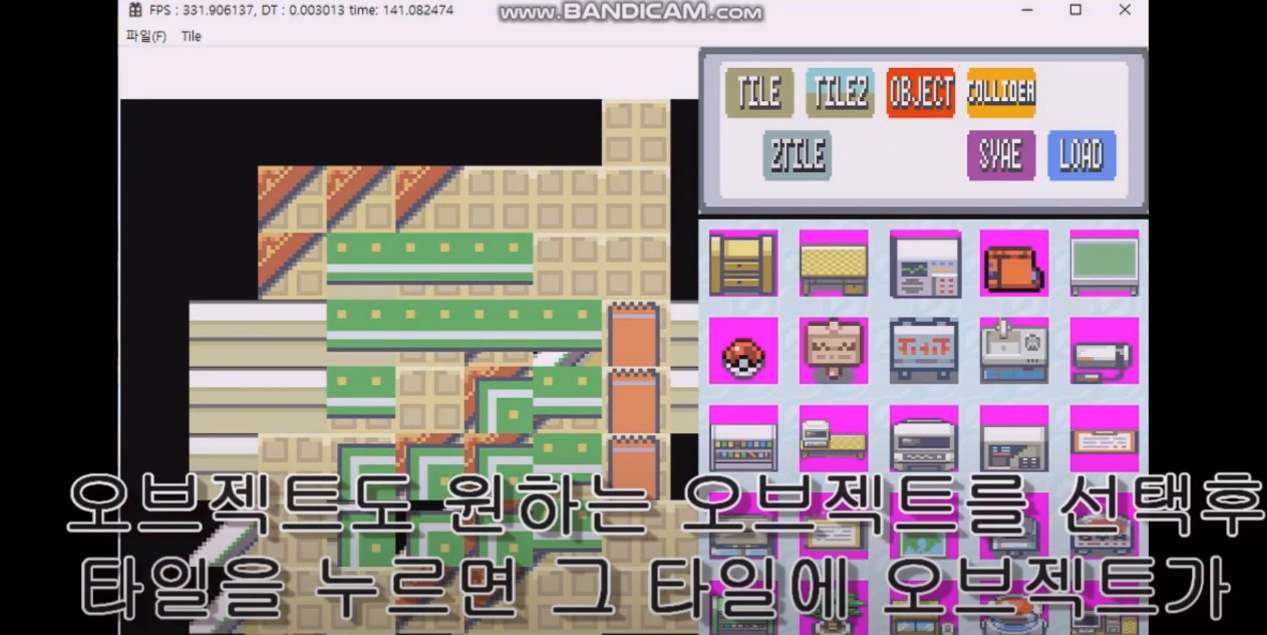 FPS : 331.906137, DT : 0.003013 time: 141.082474
www.BANDICAM.com
파일(F) Tile
TILE TILE2 OBJECT COLLIDER
2TILE SVAE LOAD
오브젝트도 원하는 오브젝트를 선택후
타일을 누르면 그 타일에 오브젝트가